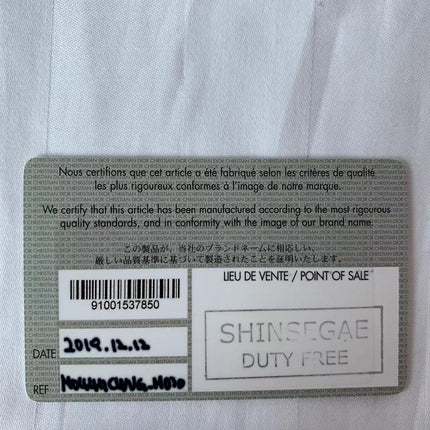 Nous certifions que cet article a été fabriqué selon les critères de qualité
les plus rigoureux conformes à l'image de notre marque.
We certify that this article has been manufactured according to the most rigourous
quality standards, and in conformity with the image of our brand name.
この製品が、当社のブランドネームに相応しい、
厳しい品質基準に基づいて製造されたことを証明いたします。
LIEU DE VENTE / POINT OF SALE
91001537850
SHINSEGAE
DUTY FREE
DATE 2019.12.12
REF